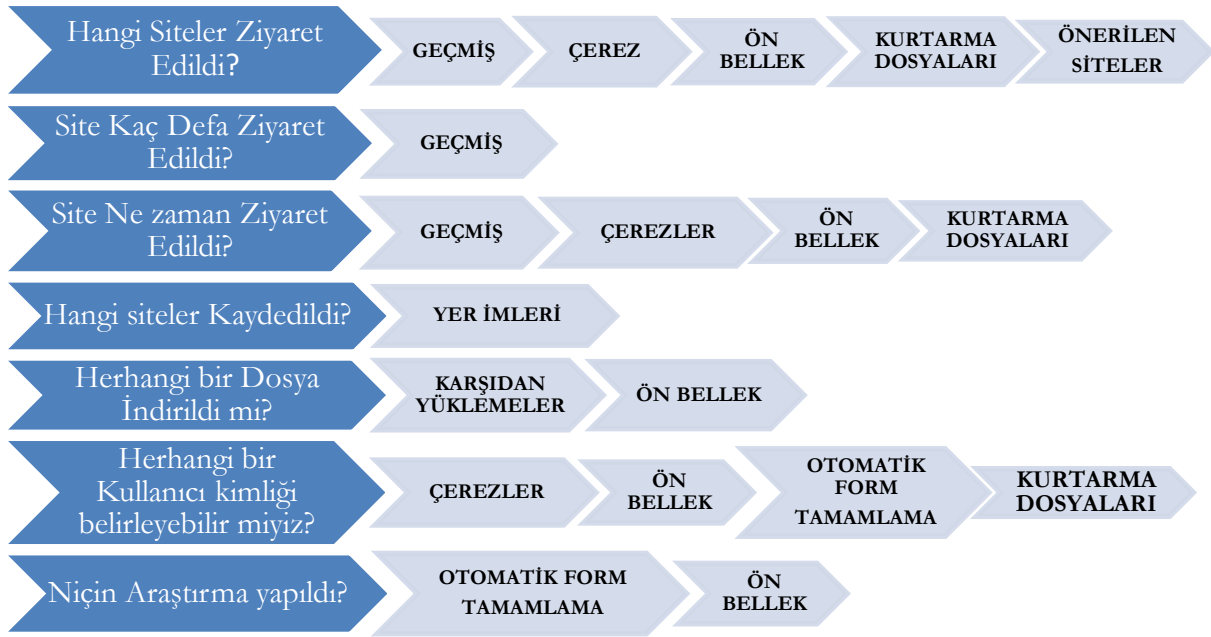 Hangi Siteler Ziyaret
Edildi?
GEÇMİŞ
ÇEREZ
ÖN
BELLEK
KURTARMA
DOSYALARI
ÖNERİLEN
SİTELER
Site Kaç Defa Ziyaret
Edildi?
GEÇMİŞ
Site Ne zaman Ziyaret
Edildi?
GEÇMİŞ
ÇEREZLER
ÖN
BELLEK
KURTARMA
DOSYALARI
Hangi siteler Kaydedildi?
YER İMLERİ
Herhangi bir Dosya
İndirildi mi?
KARŞIDAN
YÜKLEMELER
ÖN BELLEK
Herhangi bir
Kullanıcı kimliği
belirleyebilir miyiz?
ÇEREZLER
ÖN
BELLEK
OTOMATİK
FORM
TAMAMLAMA
KURTARMA
DOSYALARI
Niçin Araştırma yapıldı?
OTOMATİK FORM
TAMAMLAMA
ÖN
BELLEK